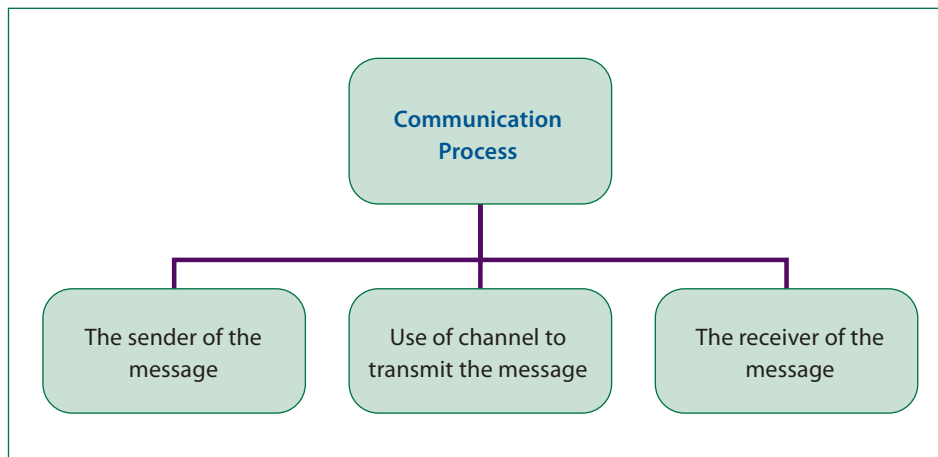 Communication
Process
The sender of the
message
Use of channel to
transmit the message
The receiver of the
message